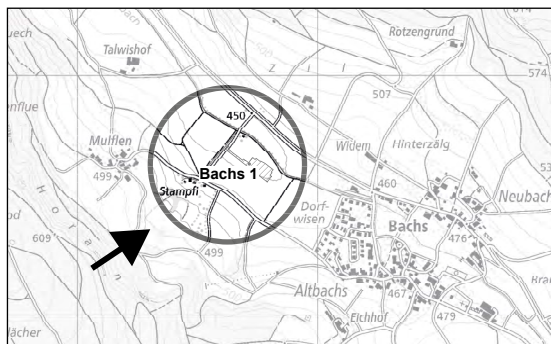 Rotzengrund
Talwishof
574
Z i l
507
450
Mulflen
Widem
Hinterzälg
499
Bachs 1
460
Stampfi
Neubach
Dorf-
wisen
Bachs
476
609
499
Altbachs
467
479
Eichhof